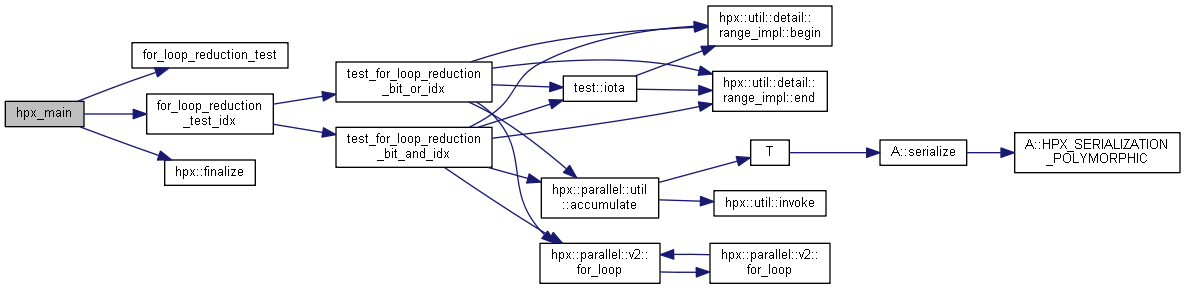 hpx_main
for_loop_reduction_test
for_loop_reduction
_test_idx
hpx::finalize
test_for_loop_reduction
_bit_or_idx
test_for_loop_reduction
_bit_and_idx
test::iota
hpx::util::detail::
range_impl::begin
hpx::util::detail::
range_impl::end
hpx::parallel::util
::accumulate
T
A::serialize
A::HPX_SERIALIZATION
_POLYMORPHIC
hpx::util::invoke
hpx::parallel::v2::
for_loop
hpx::parallel::v2::
for_loop